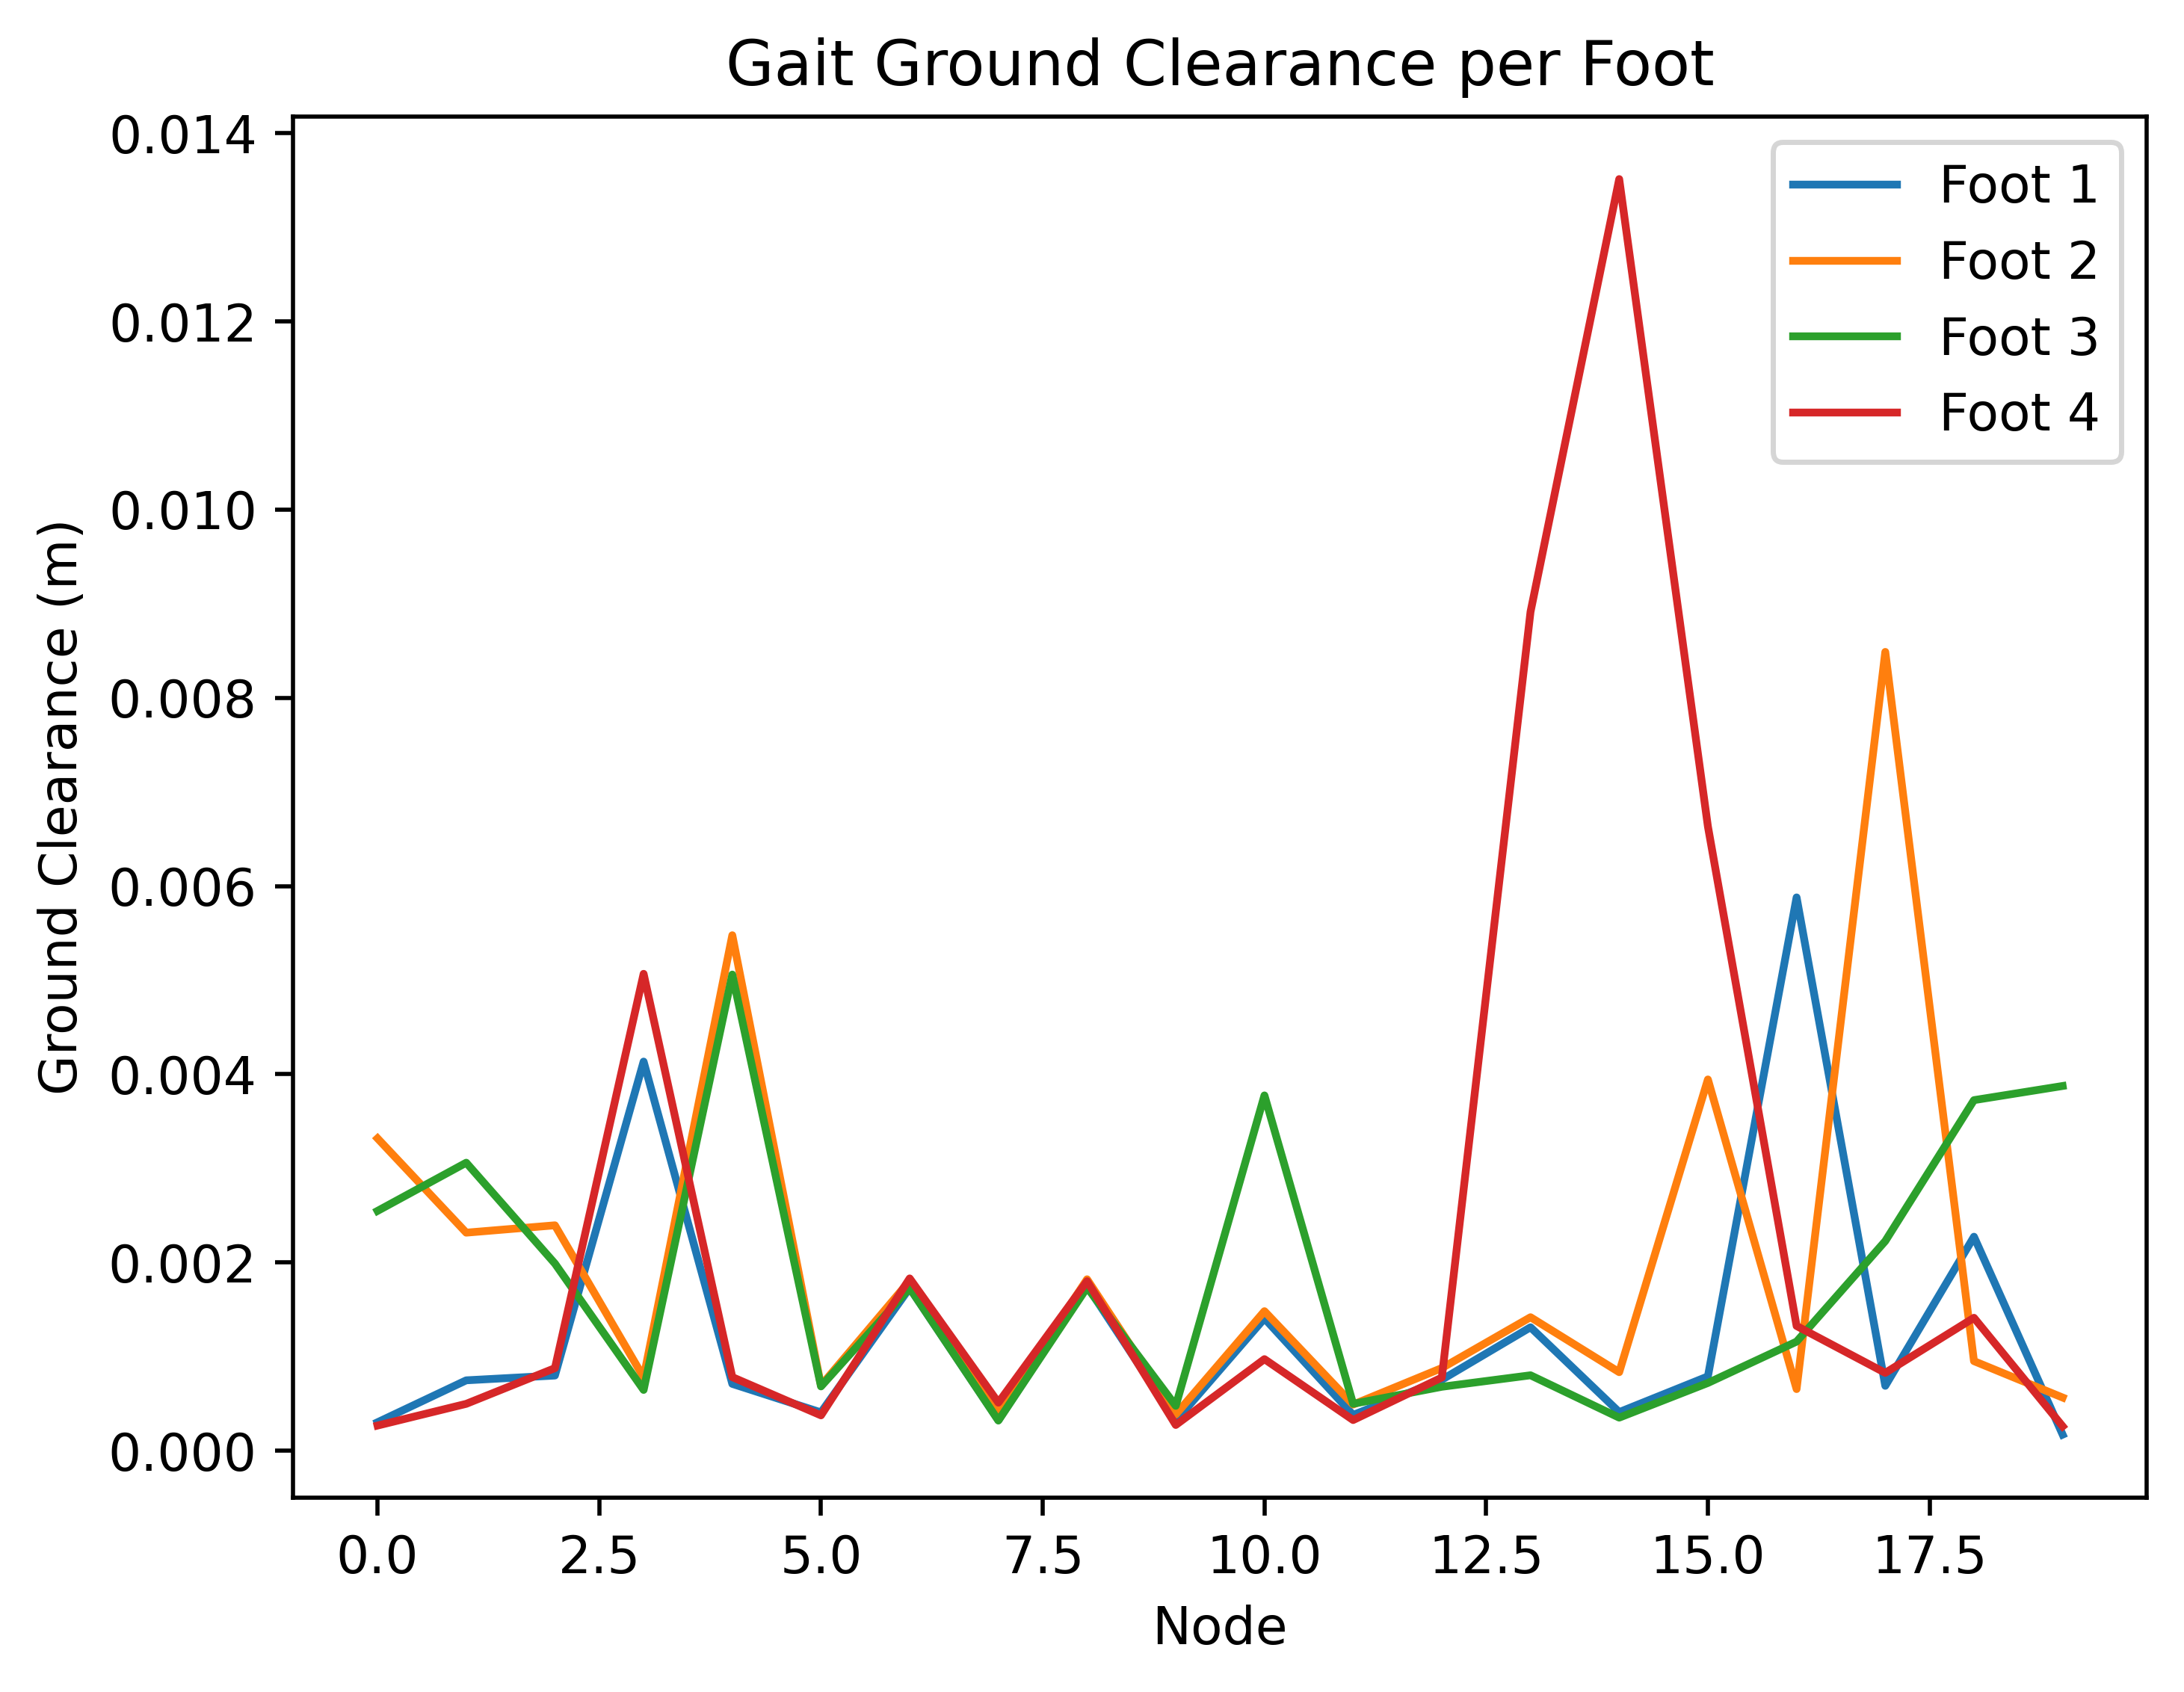 Gait Ground Clearance per Foot
0.014
0.012
0.010
0.008
0.006
0.004
0.002
0.000
Ground Clearance (m)
Foot 1
Foot 2
Foot 3
Foot 4
0.0 2.5 5.0 7.5 10.0 12.5 15.0 17.5
Node